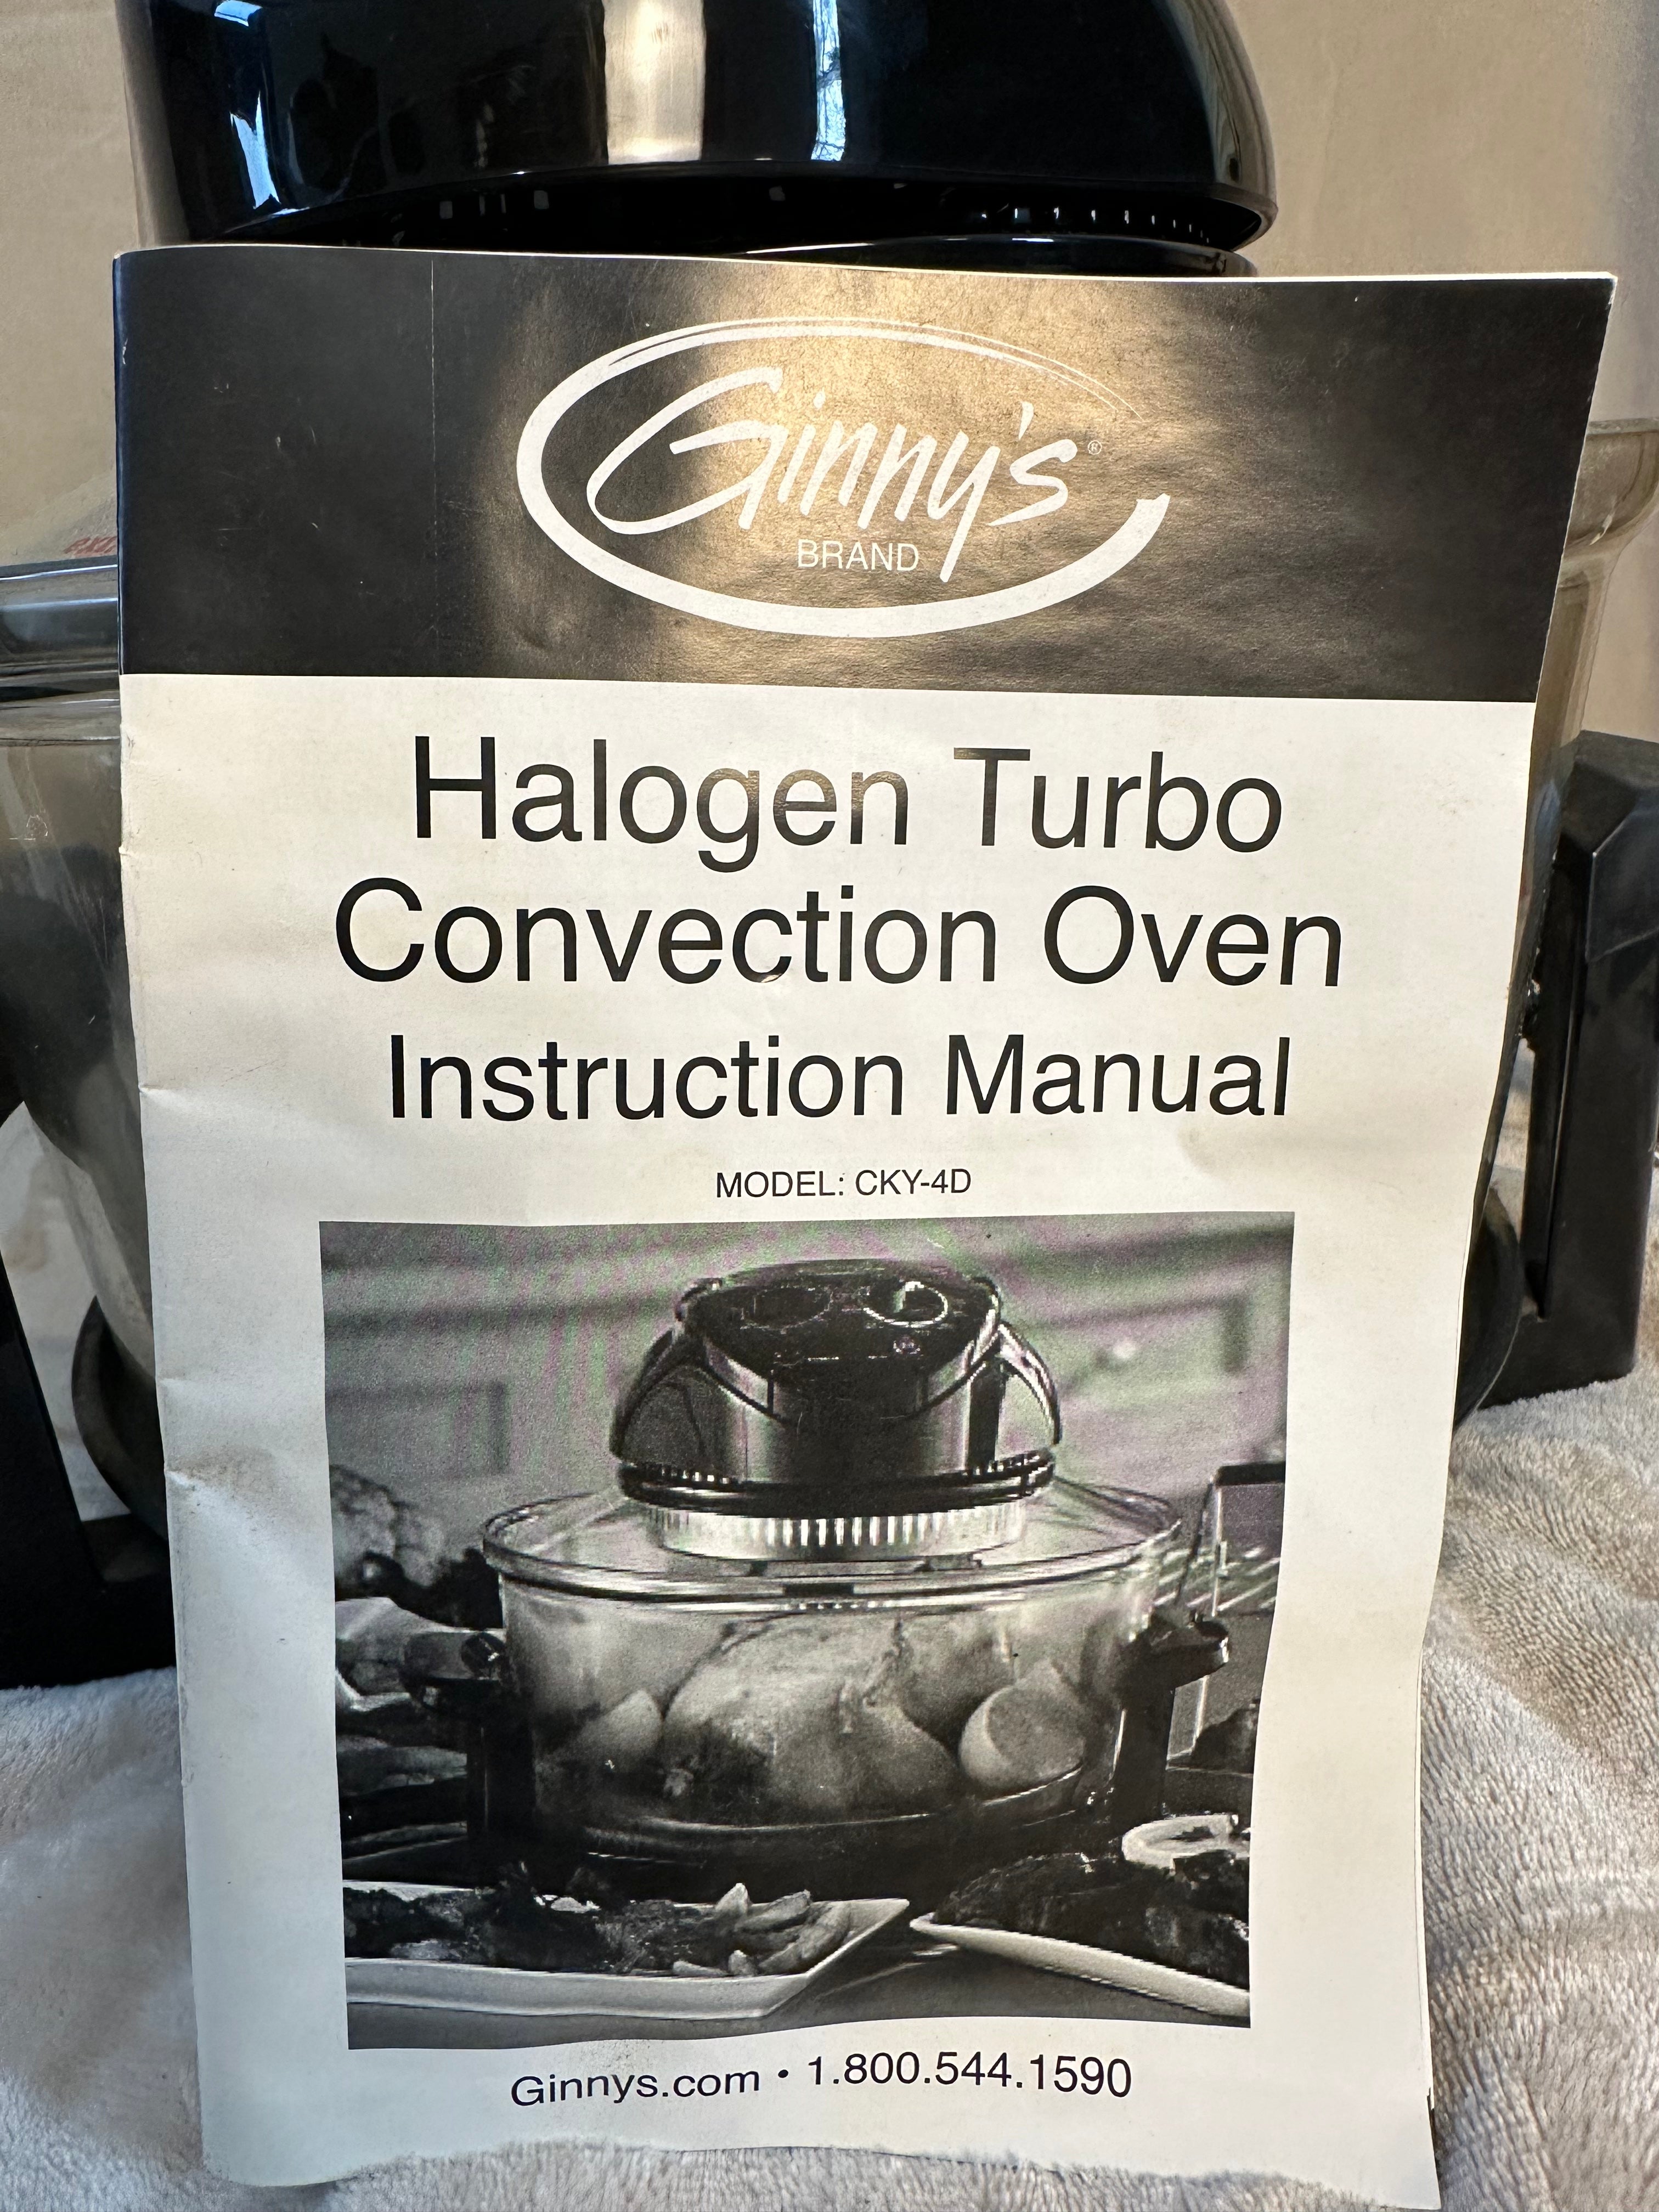 Ginny's®
BRAND
Halogen Turbo
Convection Oven
Instruction Manual
MODEL: CKY-4D
Ginnys.com • 1.800.544.1590